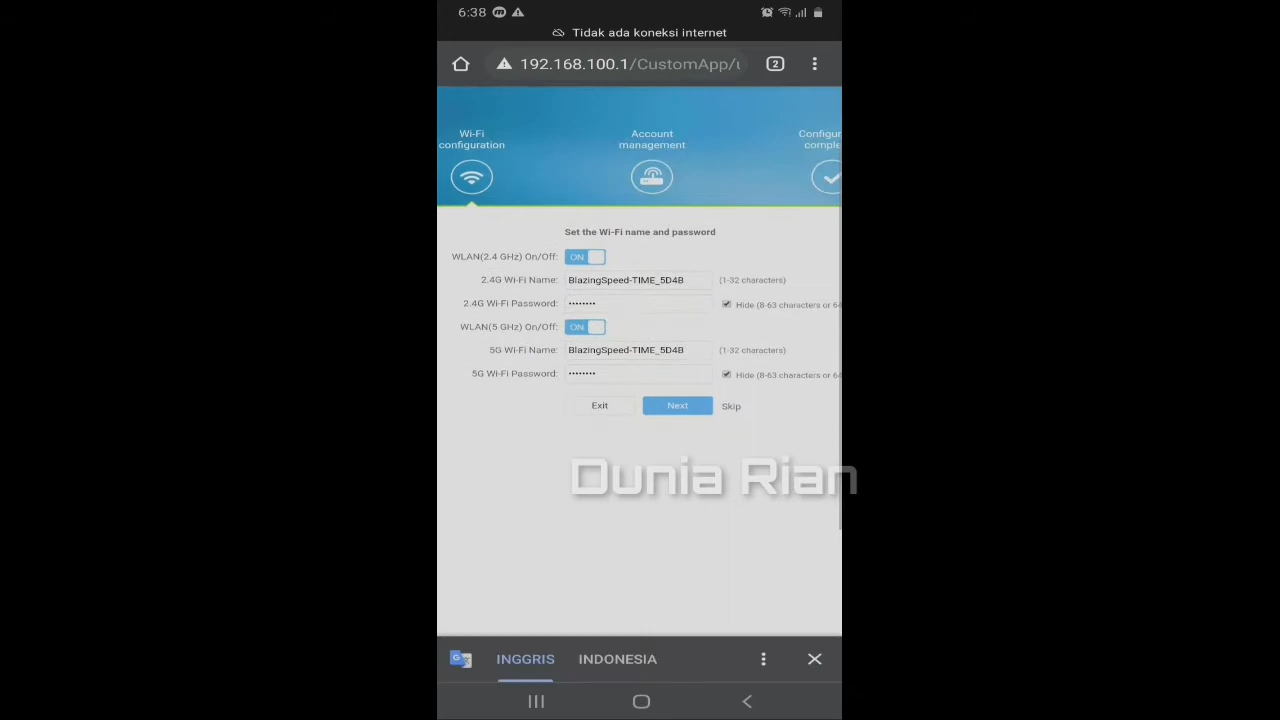 6:38
Tidak ada koneksi internet
192.168.100.1/CustomApp/
2
Wi-Fi
configuration
Account
management
Configur
comple
Set the Wi-Fi name and password
WLAN(2.4 GHz) On/Off: ON
2.4G Wi-Fi Name: BlazingSpeed-TIME_5D4B (1-32 characters)
2.4G Wi-Fi Password: •••••••• Hide (8-63 characters or
WLAN(5 GHz) On/Off: ON
5G Wi-Fi Name: BlazingSpeed-TIME_5D4B (1-32 characters)
5G Wi-Fi Password: •••••••• Hide (8-63 characters or
Exit Next Skip
Dunia Rian
INGGRIS INDONESIA